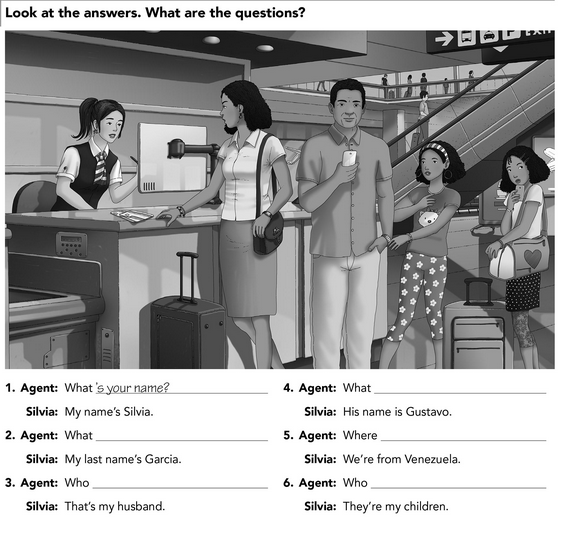 Look at the answers. What are the questions?
EXIT
1. Agent: What 's your name?
Silvia: My name's Silvia.
2. Agent: What
Silvia: My last name's Garcia.
3. Agent: Who
Silvia: That's my husband.
4. Agent: What
Silvia: His name is Gustavo.
5. Agent: Where
Silvia: We're from Venezuela.
6. Agent: Who
Silvia: They're my children.